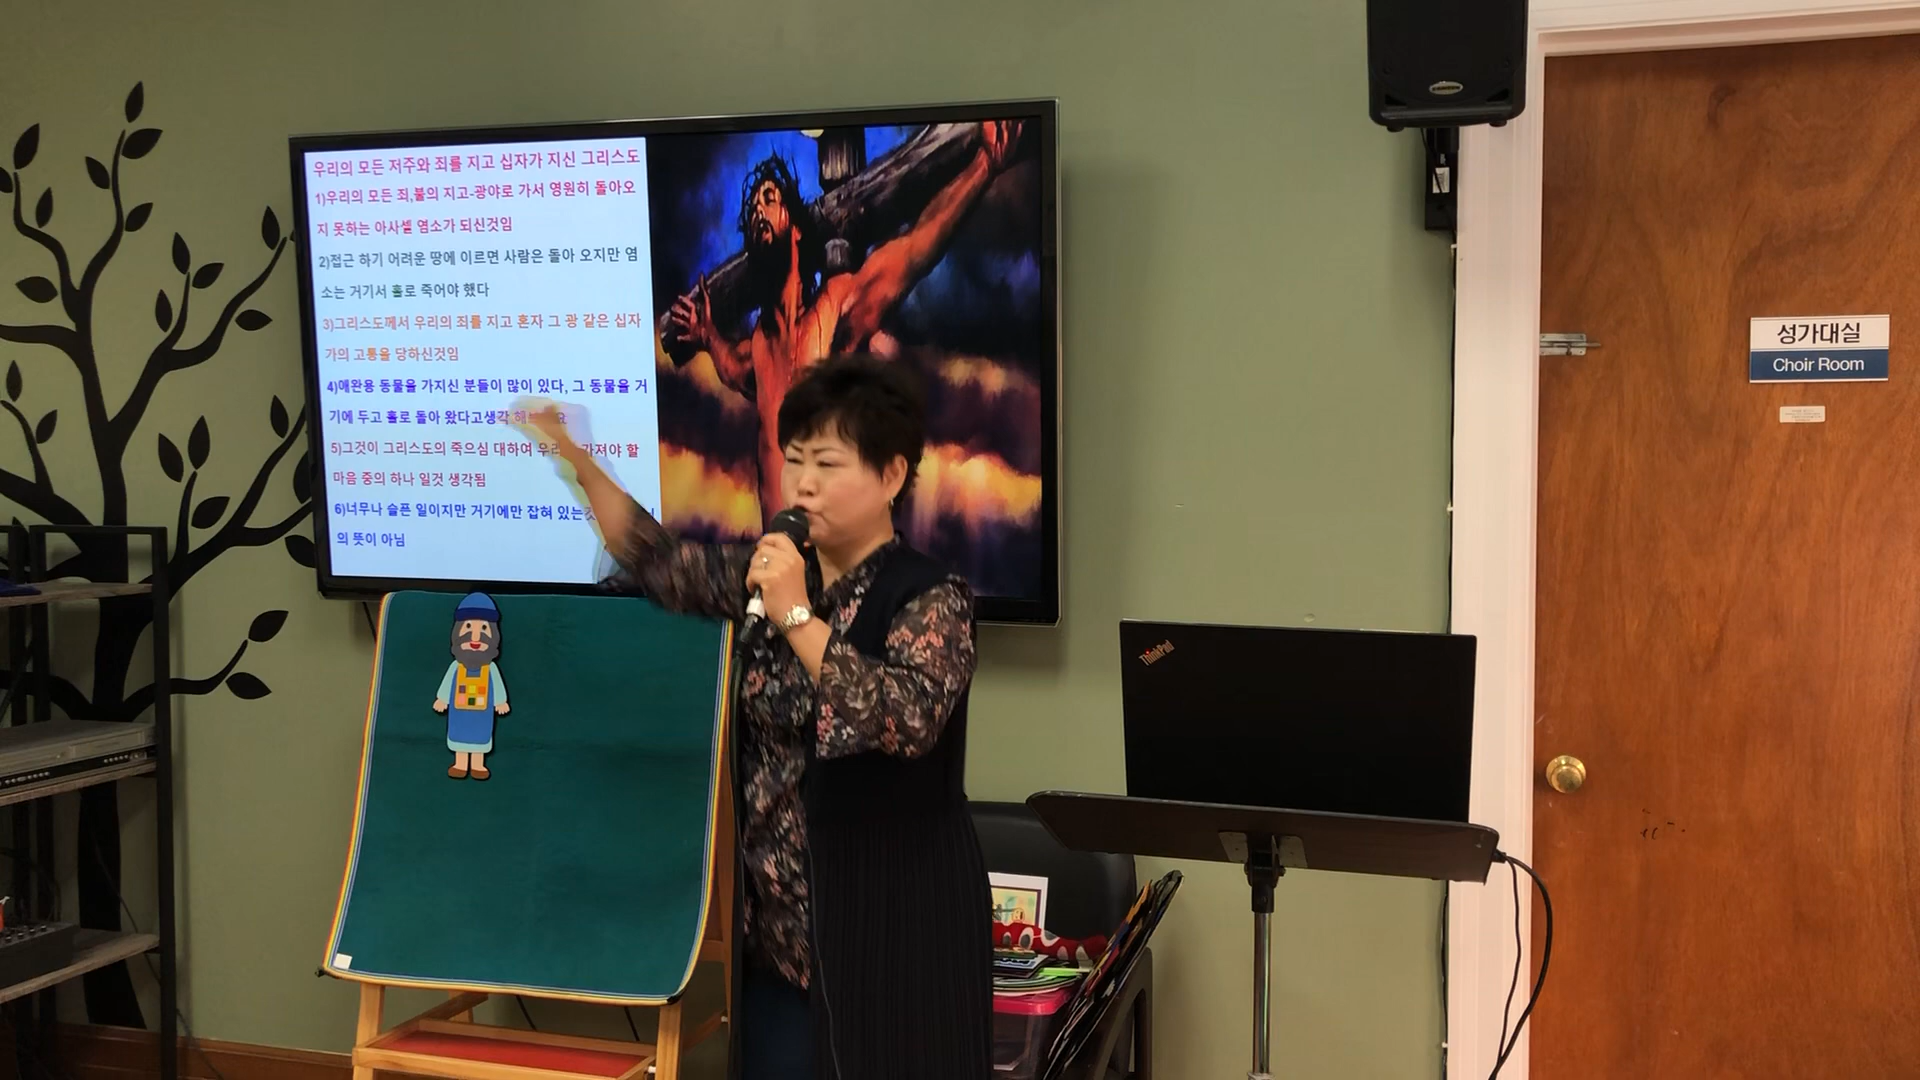 우리의 모든 저주와 죄를 지고 십자가 지신 그리스도
1)우리의 모든 죄,불의 지고-광야로 가서 영원히 돌아오
지 못하는 아사셀 염소가 되신것임
2)접근 하기 어려운 땅에 이르면 사람은 돌아 오지만 염
소는 거기서 홀로 죽어야 했다
3)그리스도께서 우리의 죄를 지고 혼자 그 광 같은 십자
가의 고통을 당하신것임
4)애완용 동물을 가지신 분들이 많이 있다, 그 동물을 거
기에 두고 홀로 돌아 왔다고생각
5)그것이 그리스도의 죽으심 대하여 가져야 할
마음 중의 하나 일것 생각됨
6)너무나 슬픈 일이지만 거기에만 잡혀 있는
의 뜻이 아님
성가대실
Choir Room
ThinkPad